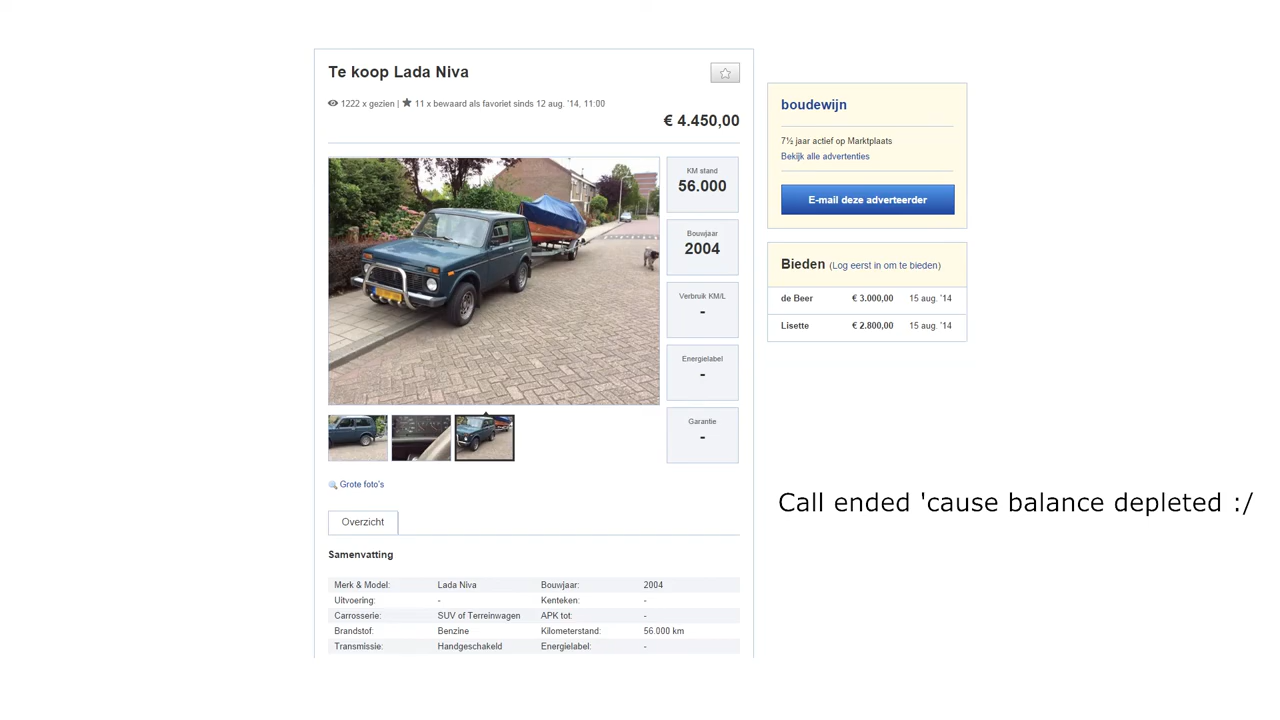 Te koop Lada Niva
1222 x gezien | 11 x bewaard als favoriet sinds 12 aug. '14, 11:00
€ 4.450,00
KM stand
56.000
Bouwjaar
2004
Verbruik KM/L
-
Energielabel
-
Garantie
-
Grote foto's
Overzicht
Samenvatting
Merk & Model: Lada Niva Bouwjaar: 2004
Uitvoering: - Kenteken: -
Carrosserie: SUV of Terreinwagen APK tot: -
Brandstof: Benzine Kilometerstand: 56.000 km
Transmissie: Handgeschakeld Energielabel: -
boudewijn
7½ jaar actief op Marktplaats
Bekijk alle advertenties
E-mail deze adverteerder
Bieden (Log eerst in om te bieden)
de Beer € 3.000,00 15 aug. '14
Lisette € 2.800,00 15 aug. '14
Call ended 'cause balance depleted :/